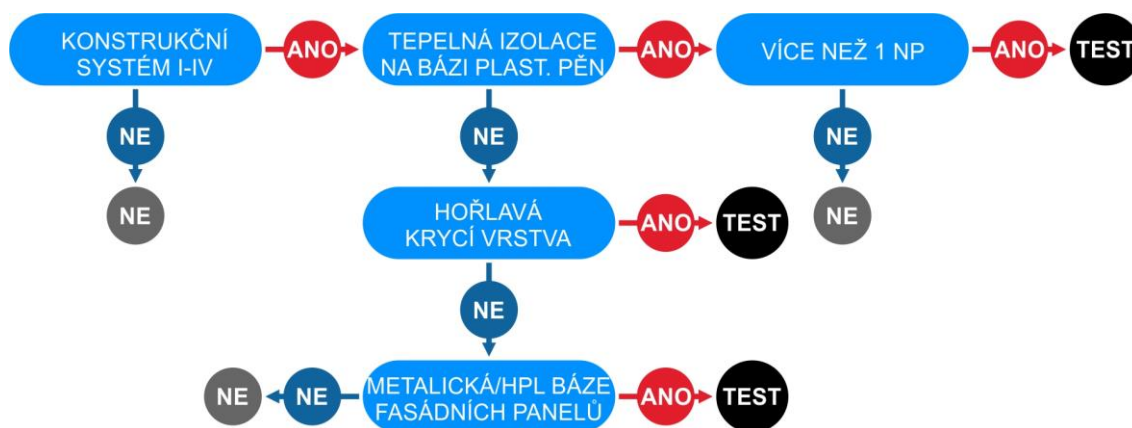 KONSTRUKČNÍ
SYSTÉM I-IV
ANO
TEPELNÁ IZOLACE
NA BÁZI PLAST. PĚN
ANO
VÍCE NEŽ 1 NP
ANO
TEST
NE
NE
NE
NE
HOŘLAVÁ
KRYCÍ VRSTVA
ANO
TEST
NE
NE
NE
NE
METALICKÁ/HPL BÁZE
FASÁDNÍCH PANELŮ
ANO
TEST